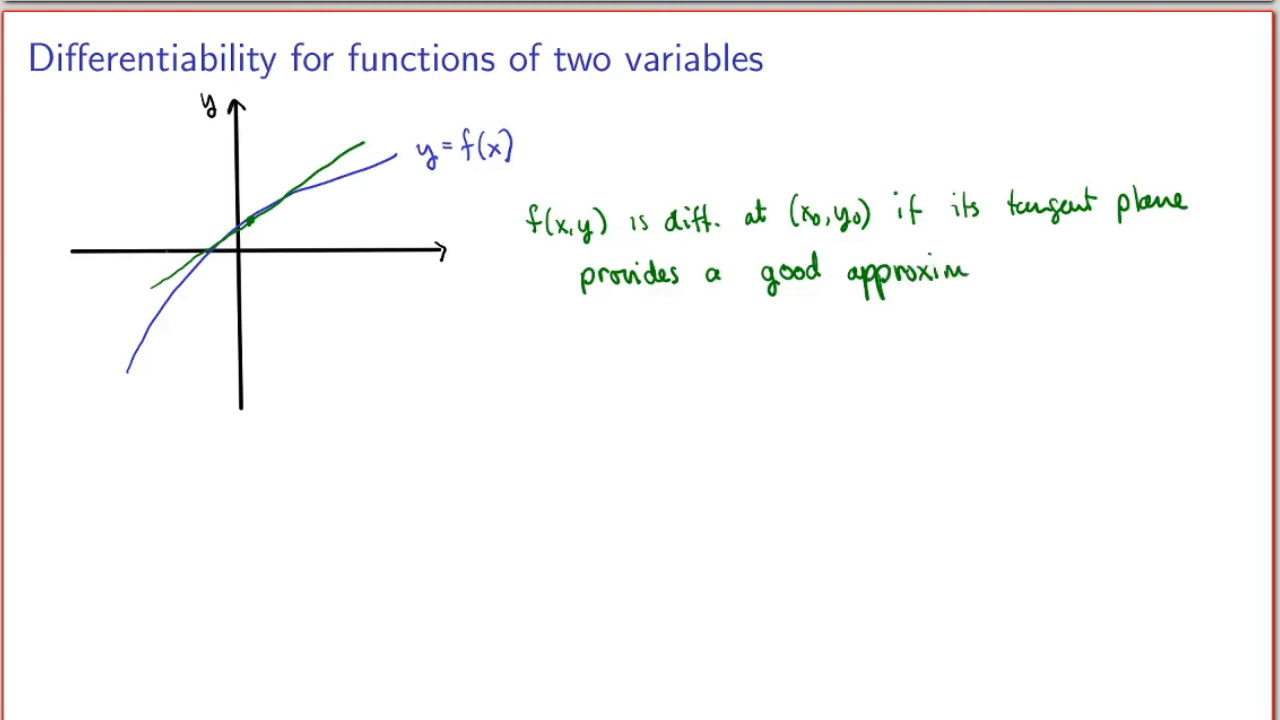 Differentiability for functions of two variables
y
y = f(x)
f(x,y) is diff. at (x₀,y₀) if its tangent plane
provides a good approxim